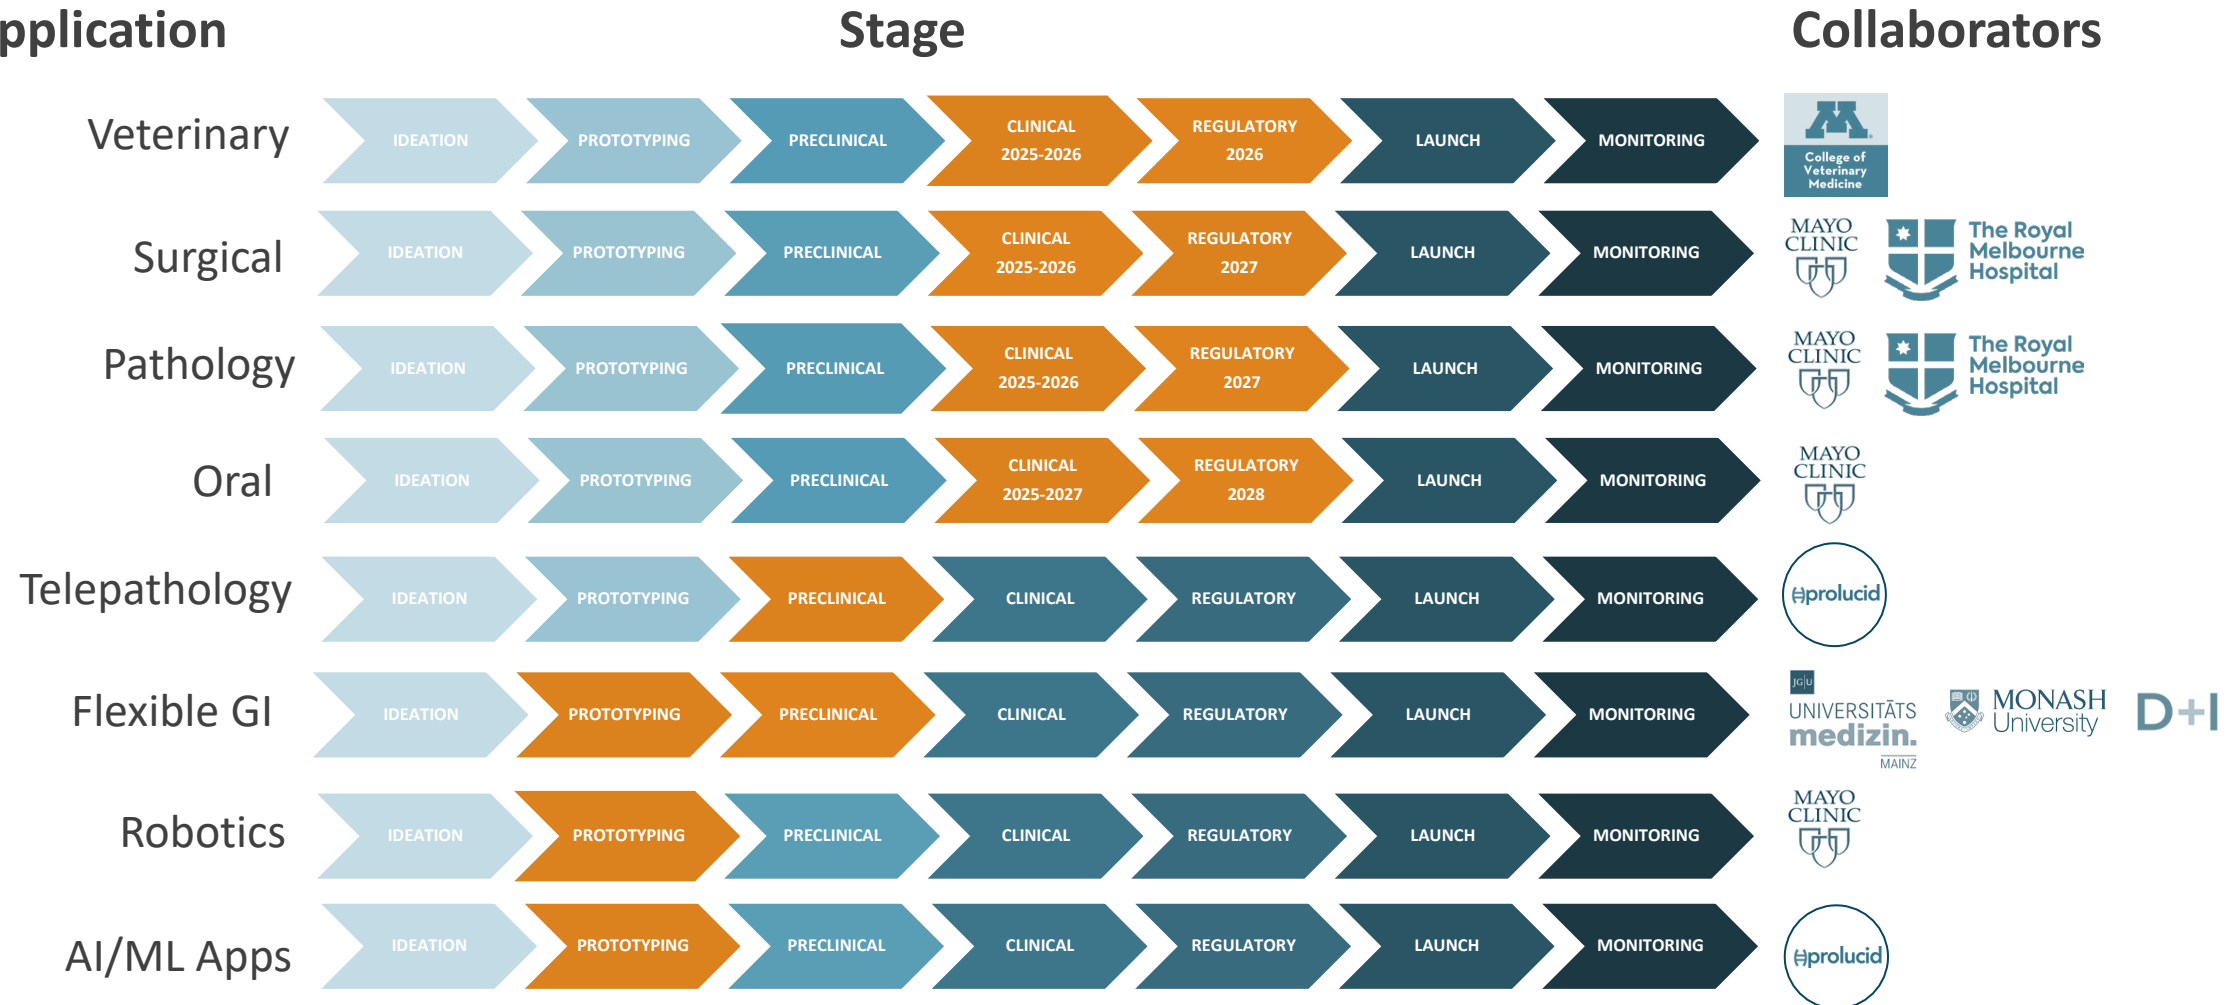 pplication Stage Collaborators
Veterinary IDEATION PROTOTYPING PRECLINICAL CLINICAL 2025-2026 REGULATORY 2026 LAUNCH MONITORING
M
College of
Veterinary
Medicine
Surgical IDEATION PROTOTYPING PRECLINICAL CLINICAL 2025-2026 REGULATORY 2027 LAUNCH MONITORING
MAYO
CLINIC
The Royal
Melbourne
Hospital
Pathology IDEATION PROTOTYPING PRECLINICAL CLINICAL 2025-2026 REGULATORY 2027 LAUNCH MONITORING
MAYO
CLINIC
The Royal
Melbourne
Hospital
Oral IDEATION PROTOTYPING PRECLINICAL CLINICAL 2025-2027 REGULATORY 2028 LAUNCH MONITORING
MAYO
CLINIC
Telepathology IDEATION PROTOTYPING PRECLINICAL CLINICAL REGULATORY LAUNCH MONITORING
prolucid
Flexible GI IDEATION PROTOTYPING PRECLINICAL CLINICAL REGULATORY LAUNCH MONITORING
JG|U
UNIVERSITĀTS
medizin.
MAINZ
MONASH
University
D+I
Robotics IDEATION PROTOTYPING PRECLINICAL CLINICAL REGULATORY LAUNCH MONITORING
MAYO
CLINIC
AI/ML Apps IDEATION PROTOTYPING PRECLINICAL CLINICAL REGULATORY LAUNCH MONITORING
prolucid